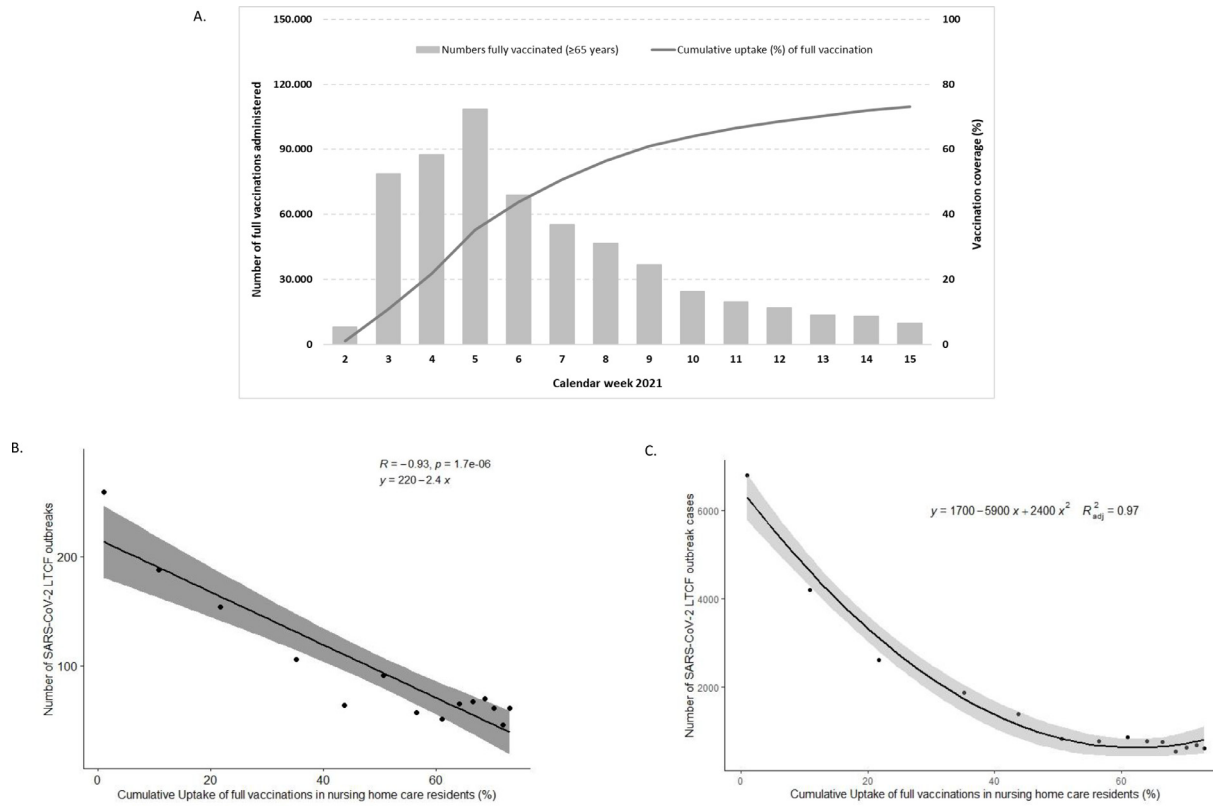 A.
150.000
100
Numbers fully vaccinated (≥65 years)
Cumulative uptake (%) of full vaccination
120.000
80
90.000
60
60.000
40
30.000
20
0
0
Number of full vaccinations administered
Vaccination coverage (%)
2 3 4 5 6 7 8 9 10 11 12 13 14 15
Calendar week 2021
B.
R = −0.93, p = 1.7e-06
y = 220−2.4 x
Number of SARS-CoV-2 LTCF outbreaks
200
100
0 20 40 60
Cumulative Uptake of full vaccinations in nursing home care residents (%)
C.
y = 1700−5900 x + 2400 x² R²adj = 0.97
Number of SARS-CoV-2 LTCF outbreak cases
6000
4000
2000
0 20 40 60
Cumulative Uptake of full vaccinations in nursing home care residents (%)